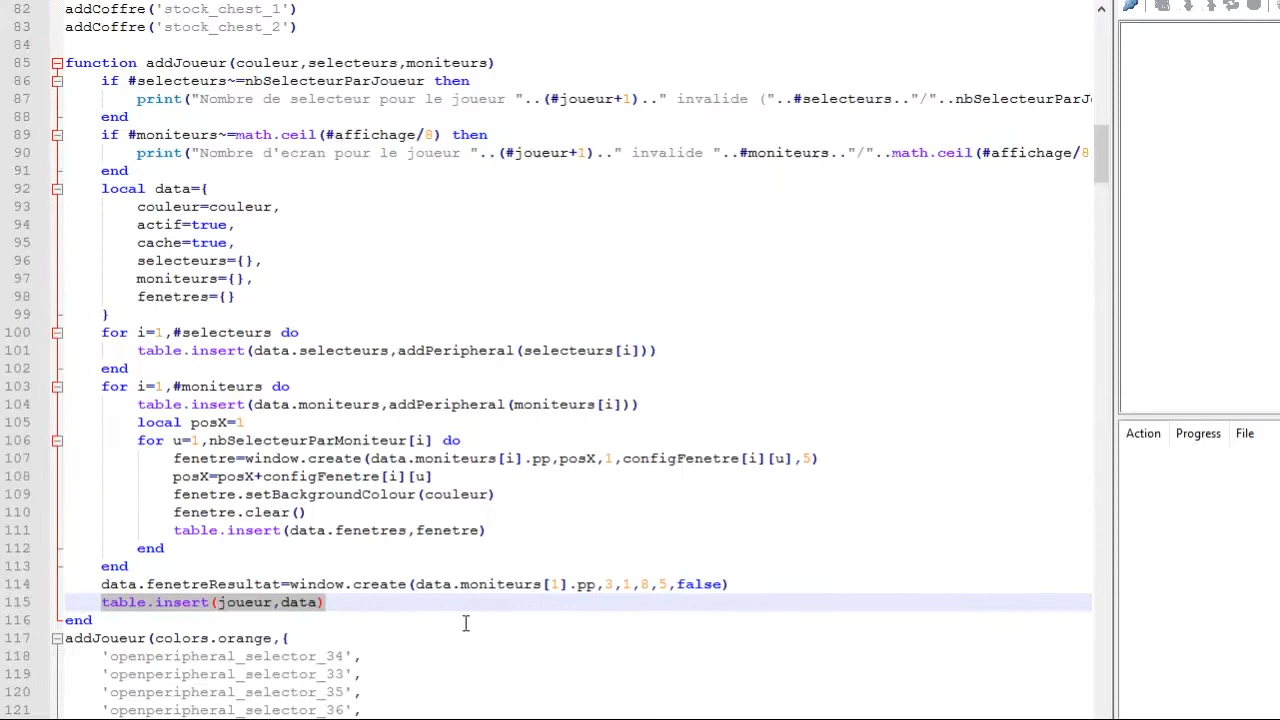 82 addCoffre('stock_chest_1')
83 addCoffre('stock_chest_2')
84
85 function addJoueur(couleur,selecteurs,moniteurs)
86 if #selecteurs~=nbSelecteurParJoueur then
87 print("Nombre de selecteur pour le joueur "..(#joueur+1).." invalide ("..#selecteurs.."/"..nbSelecteurParJ
88 end
89 if #moniteurs~=math.ceil(#affichage/8) then
90 print("Nombre d'ecran pour le joueur "..(#joueur+1).." invalide "..#moniteurs.."/"..math.ceil(#affichage/8
91 end
92 local data={
93 couleur=couleur,
94 actif=true,
95 cache=true,
96 selecteurs={},
97 moniteurs={},
98 fenetres={}
99 }
100 for i=1,#selecteurs do
101 table.insert(data.selecteurs,addPeripheral(selecteurs[i]))
102 end
103 for i=1,#moniteurs do
104 table.insert(data.moniteurs,addPeripheral(moniteurs[i]))
105 local posX=1
106 for u=1,nbSelecteurParMoniteur[i] do
107 fenetre=window.create(data.moniteurs[i].pp,posX,1,configFenetre[i][u],5)
108 posX=posX+configFenetre[i][u]
109 fenetre.setBackgroundColour(couleur)
110 fenetre.clear()
111 table.insert(data.fenetres,fenetre)
112 end
113 end
114 data.fenetreResultat=window.create(data.moniteurs[1].pp,3,1,8,5,false)
115 table.insert(joueur,data)
116 end
117 addJoueur(colors.orange,{
118 'openperipheral_selector_34',
119 'openperipheral_selector_33',
120 'openperipheral_selector_35',
121 'openperipheral_selector_36',
Action Progress File